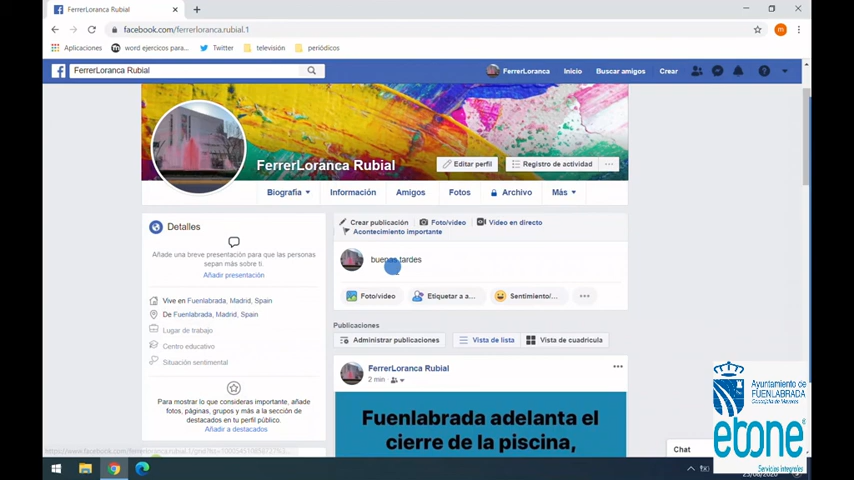 FerrerLoranca Rubial
facebook.com/ferrerloranca.rubial.1
Aplicaciones word ejercicios para... Twitter televisión periódicos
FerrerLoranca Rubial
FerrerLoranca Inicio Buscar amigos Crear
FerrerLoranca Rubial
Editar perfil Registro de actividad
Biografía Información Amigos Fotos Archivo Más
Detalles
Añade una breve presentación para que las personas
sepan más sobre ti.
Añadir presentación
Vive en Fuenlabrada, Madrid, Spain
De Fuenlabrada, Madrid, Spain
Lugar de trabajo
Centro educativo
Situación sentimental
Para mostrar lo que consideras importante, añade
fotos, páginas, grupos y más a la sección de
destacados en tu perfil público.
Añadir a destacados
Crear publicación Foto/vídeo Vídeo en directo
Acontecimiento importante
buenas tardes
Foto/vídeo Etiquetar a a... Sentimiento/...
Publicaciones
Administrar publicaciones Vista de lista Vista de cuadrícula
FerrerLoranca Rubial
2 min
Fuenlabrada adelanta el
cierre de la piscina,
Chat
Ayuntamiento de
FUENLABRADA
Concejalía de Mayores
ebone
Servicios Integrales